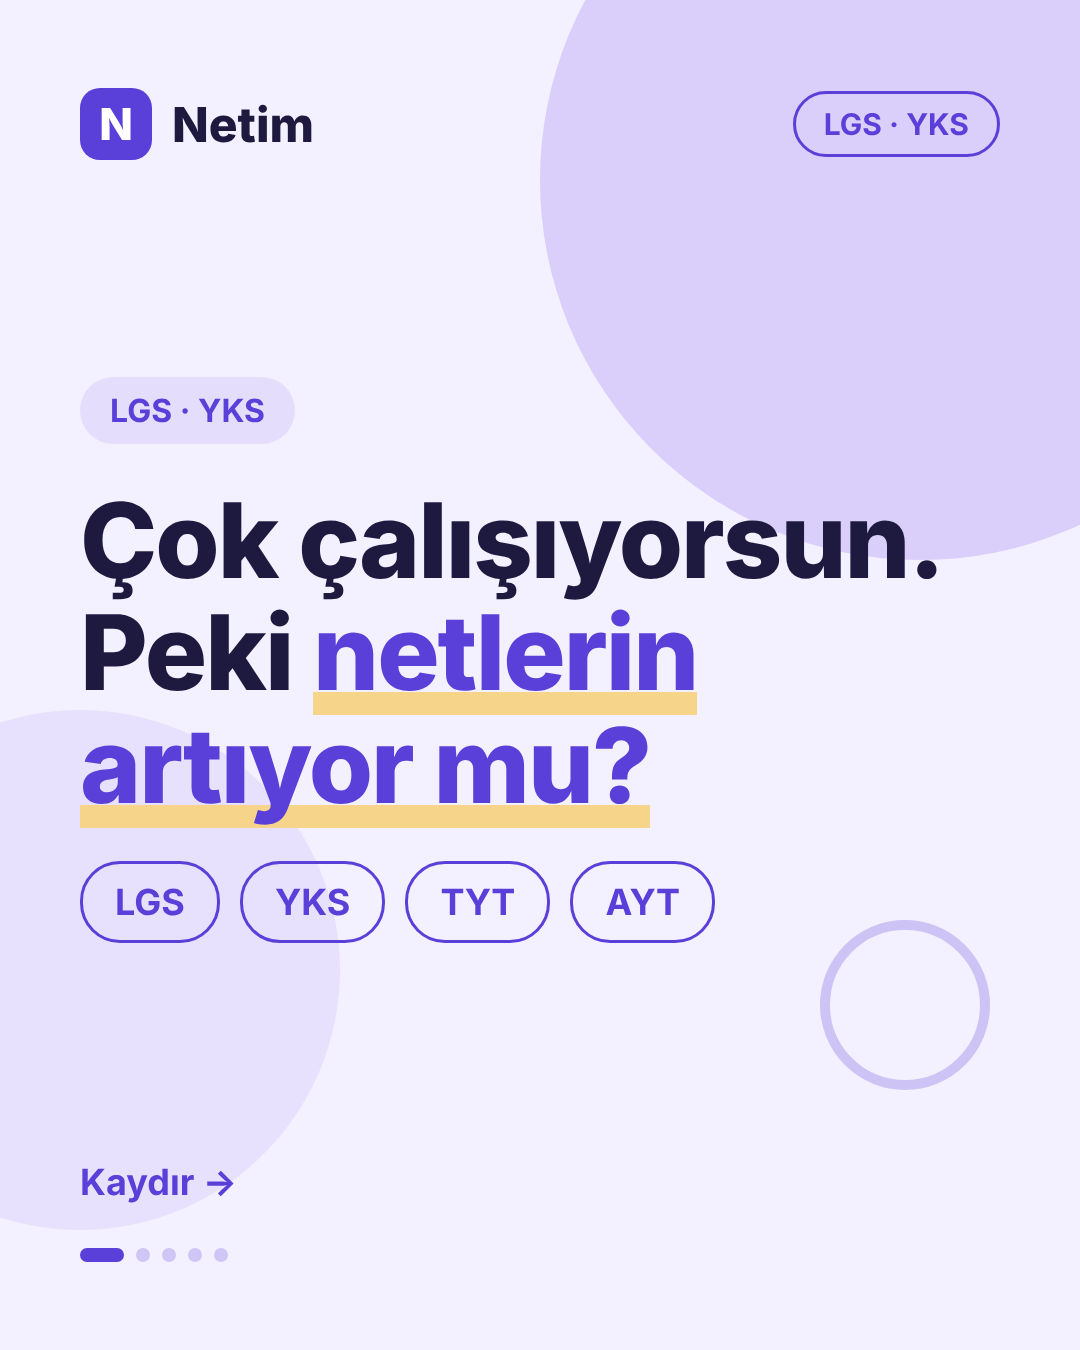 N Netim
LGS · YKS
LGS · YKS
Çok çalışıyorsun.
Peki netlerin
artıyor mu?
LGS YKS TYT AYT
Kaydır →